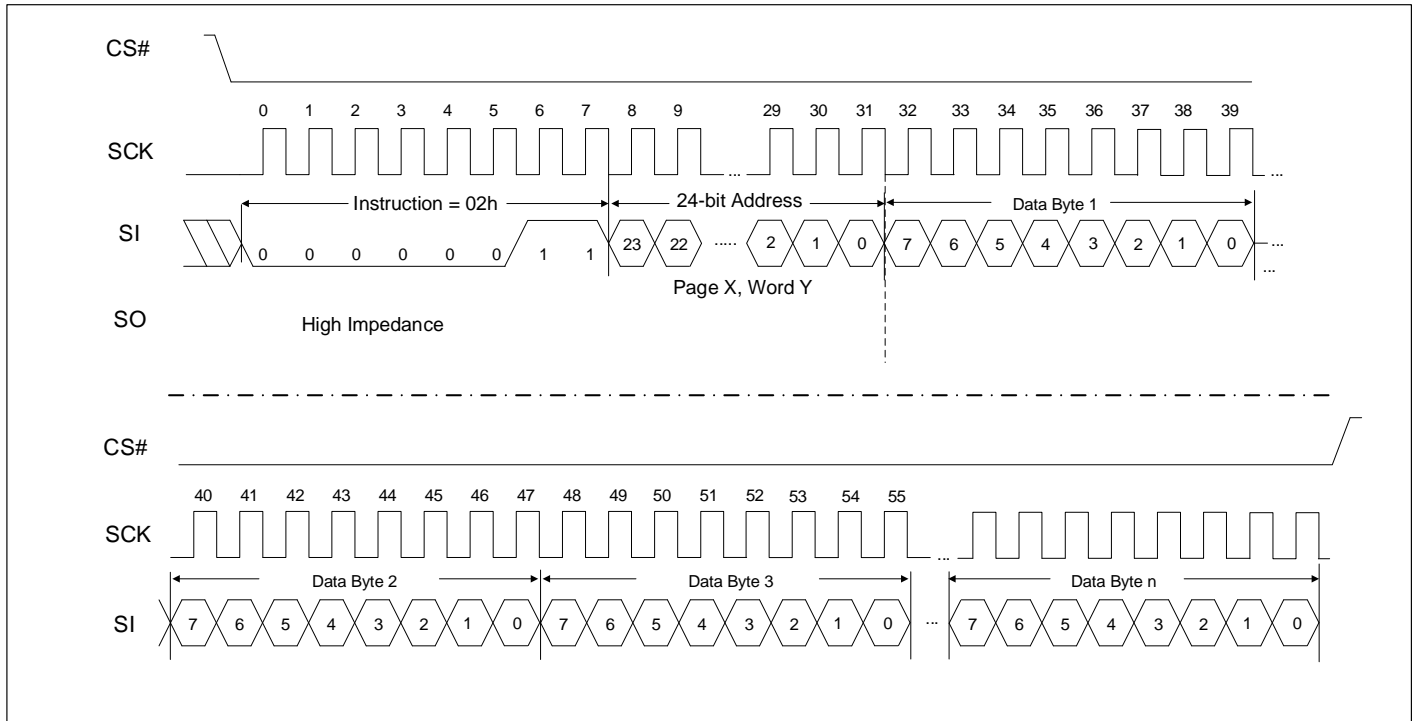 CS#
0 1 2 3 4 5 6 7 8 9 29 30 31 32 33 34 35 36 37 38 39
SCK ... ...
Instruction = 02h 24-bit Address Data Byte 1
SI 0 0 0 0 0 0 1 1 23 22 ..... 2 1 0 7 6 5 4 3 2 1 0 ...
...
Page X, Word Y
SO High Impedance
CS#
40 41 42 43 44 45 46 47 48 49 50 51 52 53 54 55
SCK ...
Data Byte 2 Data Byte 3 Data Byte n
SI 7 6 5 4 3 2 1 0 7 6 5 4 3 2 1 0 ... 7 6 5 4 3 2 1 0